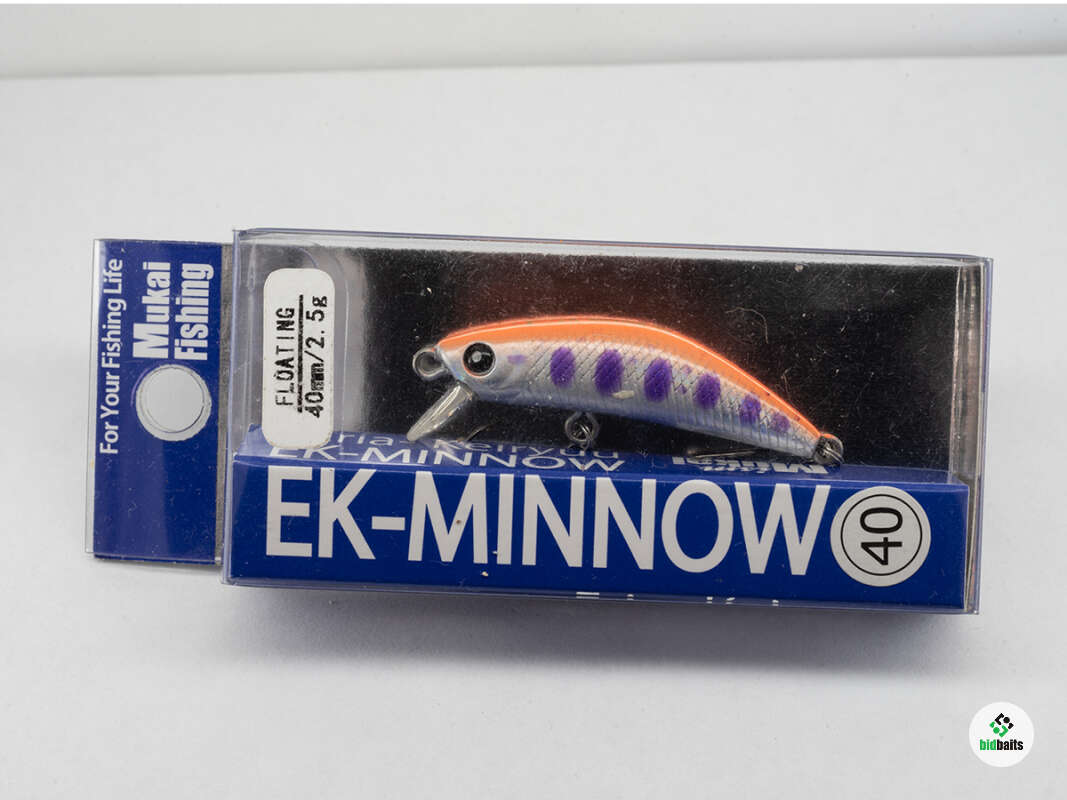 For Your Fishing Life
Mukai
Fishing
FLOATING
40mm/2.5g
EK-MINNOW
EK-MINNOW
40
bidbaits